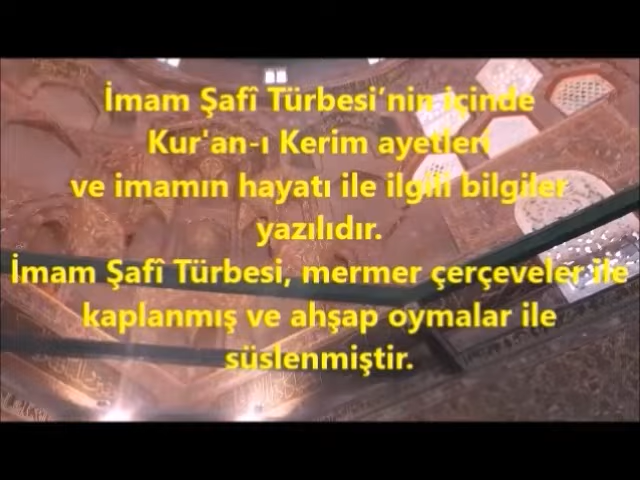 İmam Şafî Türbesi’nin içinde
Kur'an-ı Kerim ayetleri
ve imamın hayatı ile ilgili bilgiler
yazılıdır.
İmam Şafî Türbesi, mermer çerçeveler ile
kaplanmış ve ahşap oymalar ile
süslenmiştir.